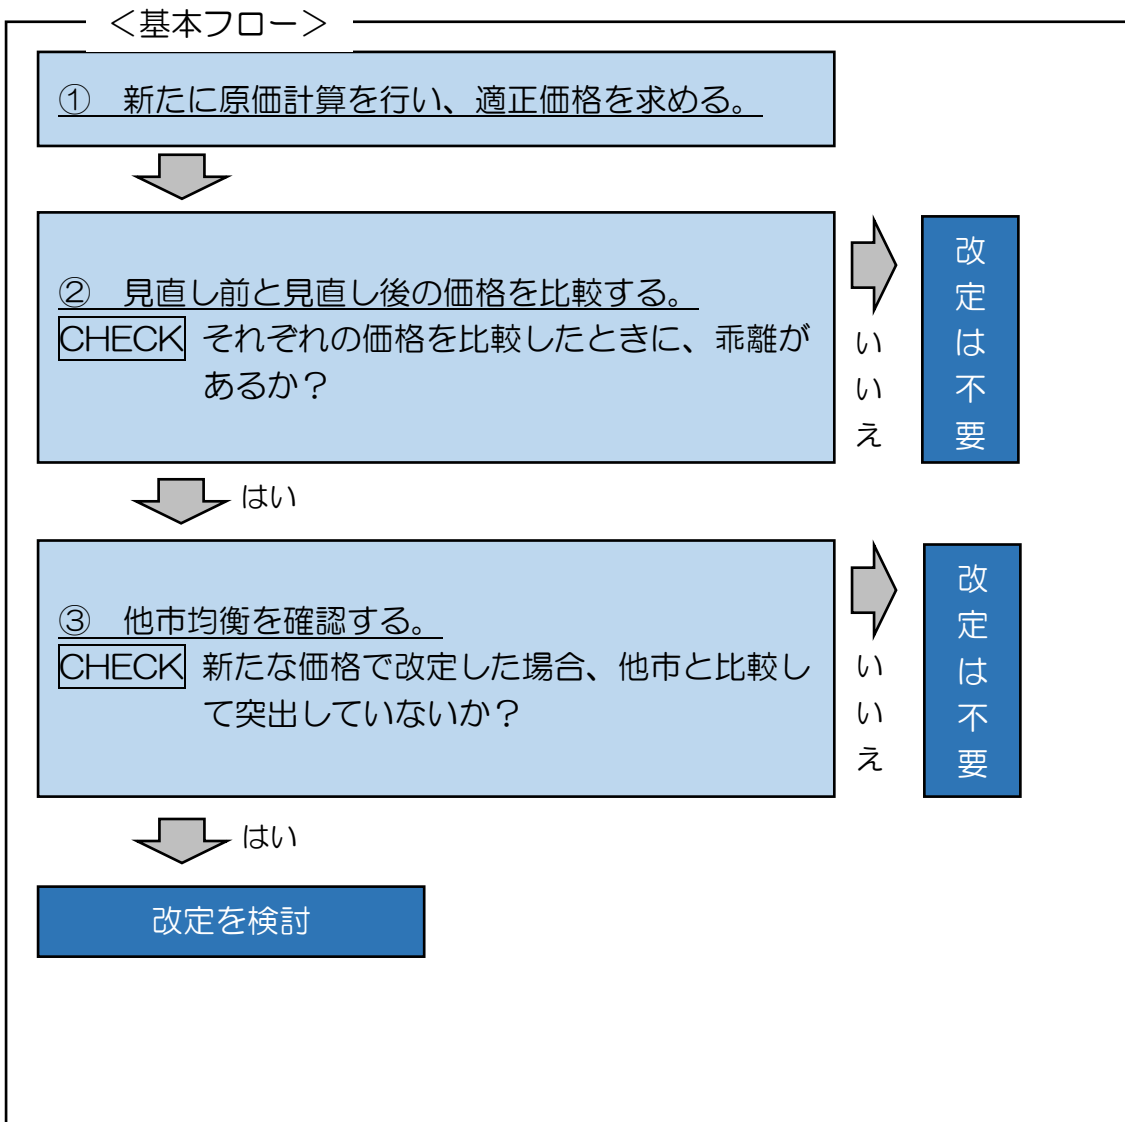 ＜基本フロー＞
①　新たに原価計算を行い、適正価格を求める。
②　見直し前と見直し後の価格を比較する。
CHECK それぞれの価格を比較したときに、乖離が
あるか？
いいえ
改定は不要
はい
③　他市均衡を確認する。
CHECK 新たな価格で改定した場合、他市と比較し
て突出していないか？
いいえ
改定は不要
はい
改定を検討